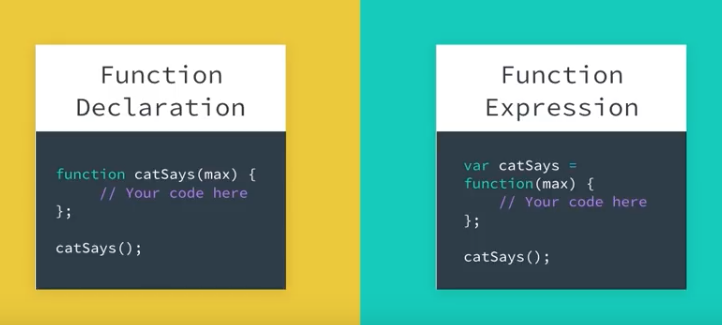 Function
Declaration
function catSays(max) {
// Your code here
};
catSays();
Function
Expression
var catSays =
function(max) {
// Your code here
};
catSays();